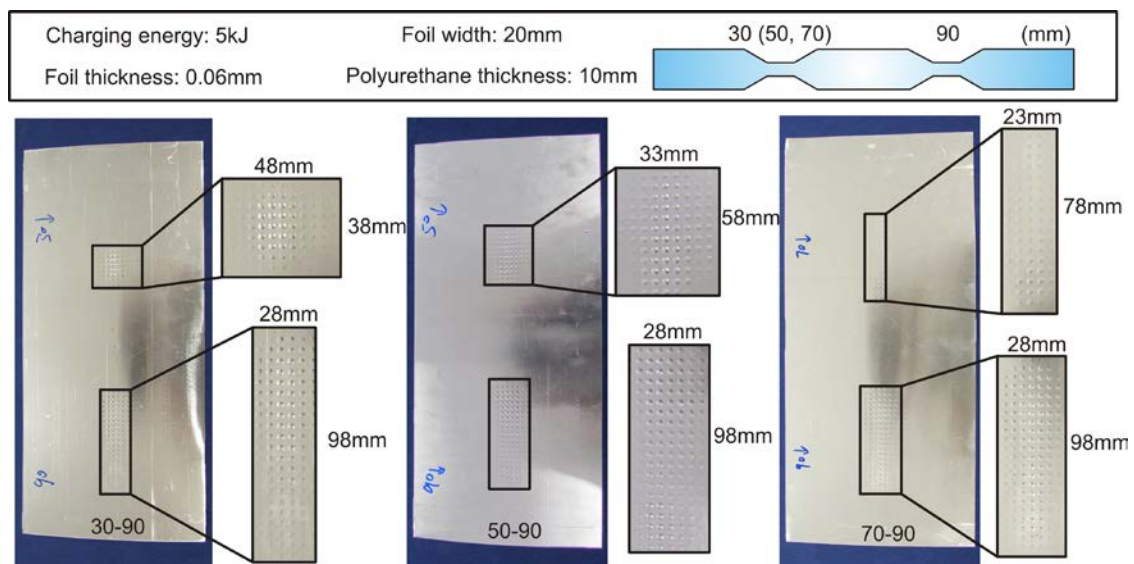 Charging energy: 5kJ
Foil width: 20mm
30 (50, 70)
90
(mm)
Foil thickness: 0.06mm
Polyurethane thickness: 10mm
48mm
38mm
28mm
98mm
30-90
33mm
58mm
28mm
98mm
50-90
23mm
78mm
28mm
98mm
70-90